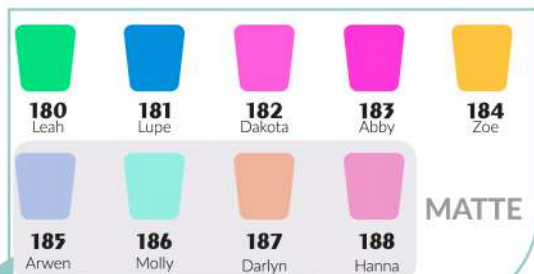 180 181 182 183 184
Leah Lupe Dakota Abby Zoe
MATTE
185 186 187 188
Arwen Molly Darlyn Hanna